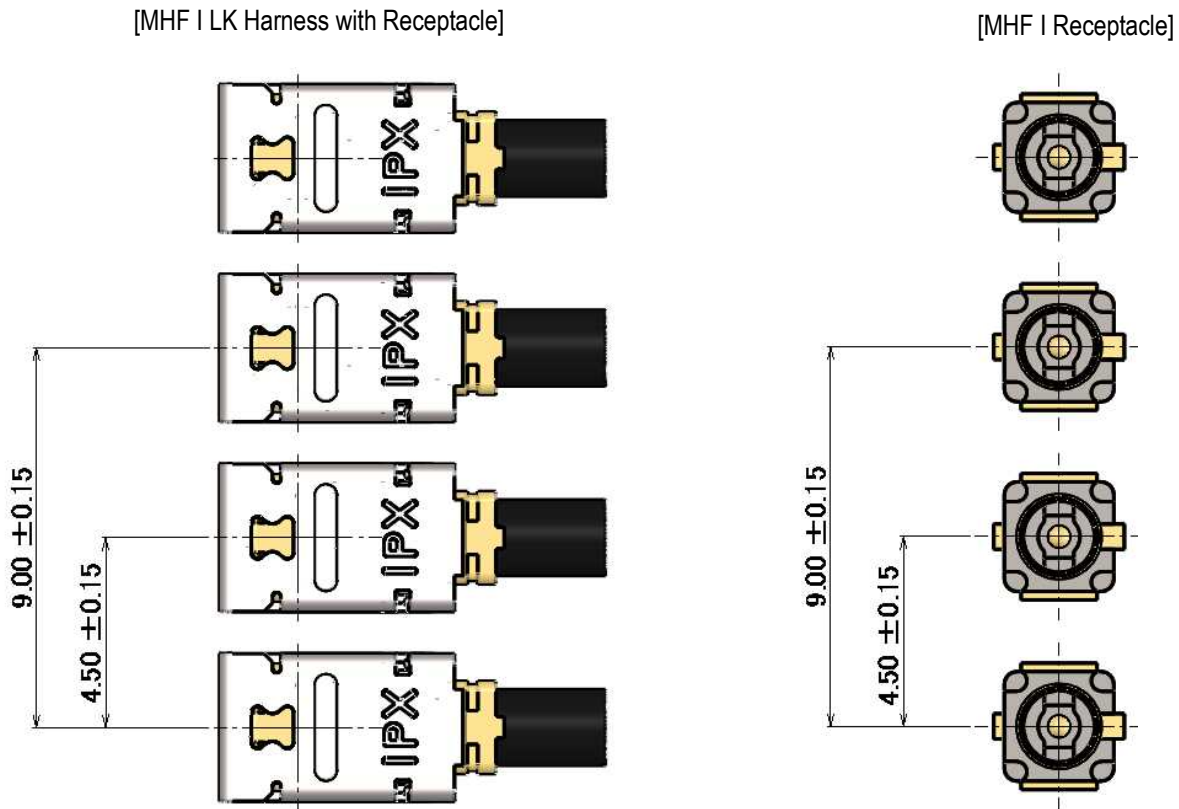 [MHF I LK Harness with Receptacle]
[MHF I Receptacle]
IPX
IPX
IPX
IPX
9.00 ±0.15
4.50 ±0.15
9.00 ±0.15
4.50 ±0.15